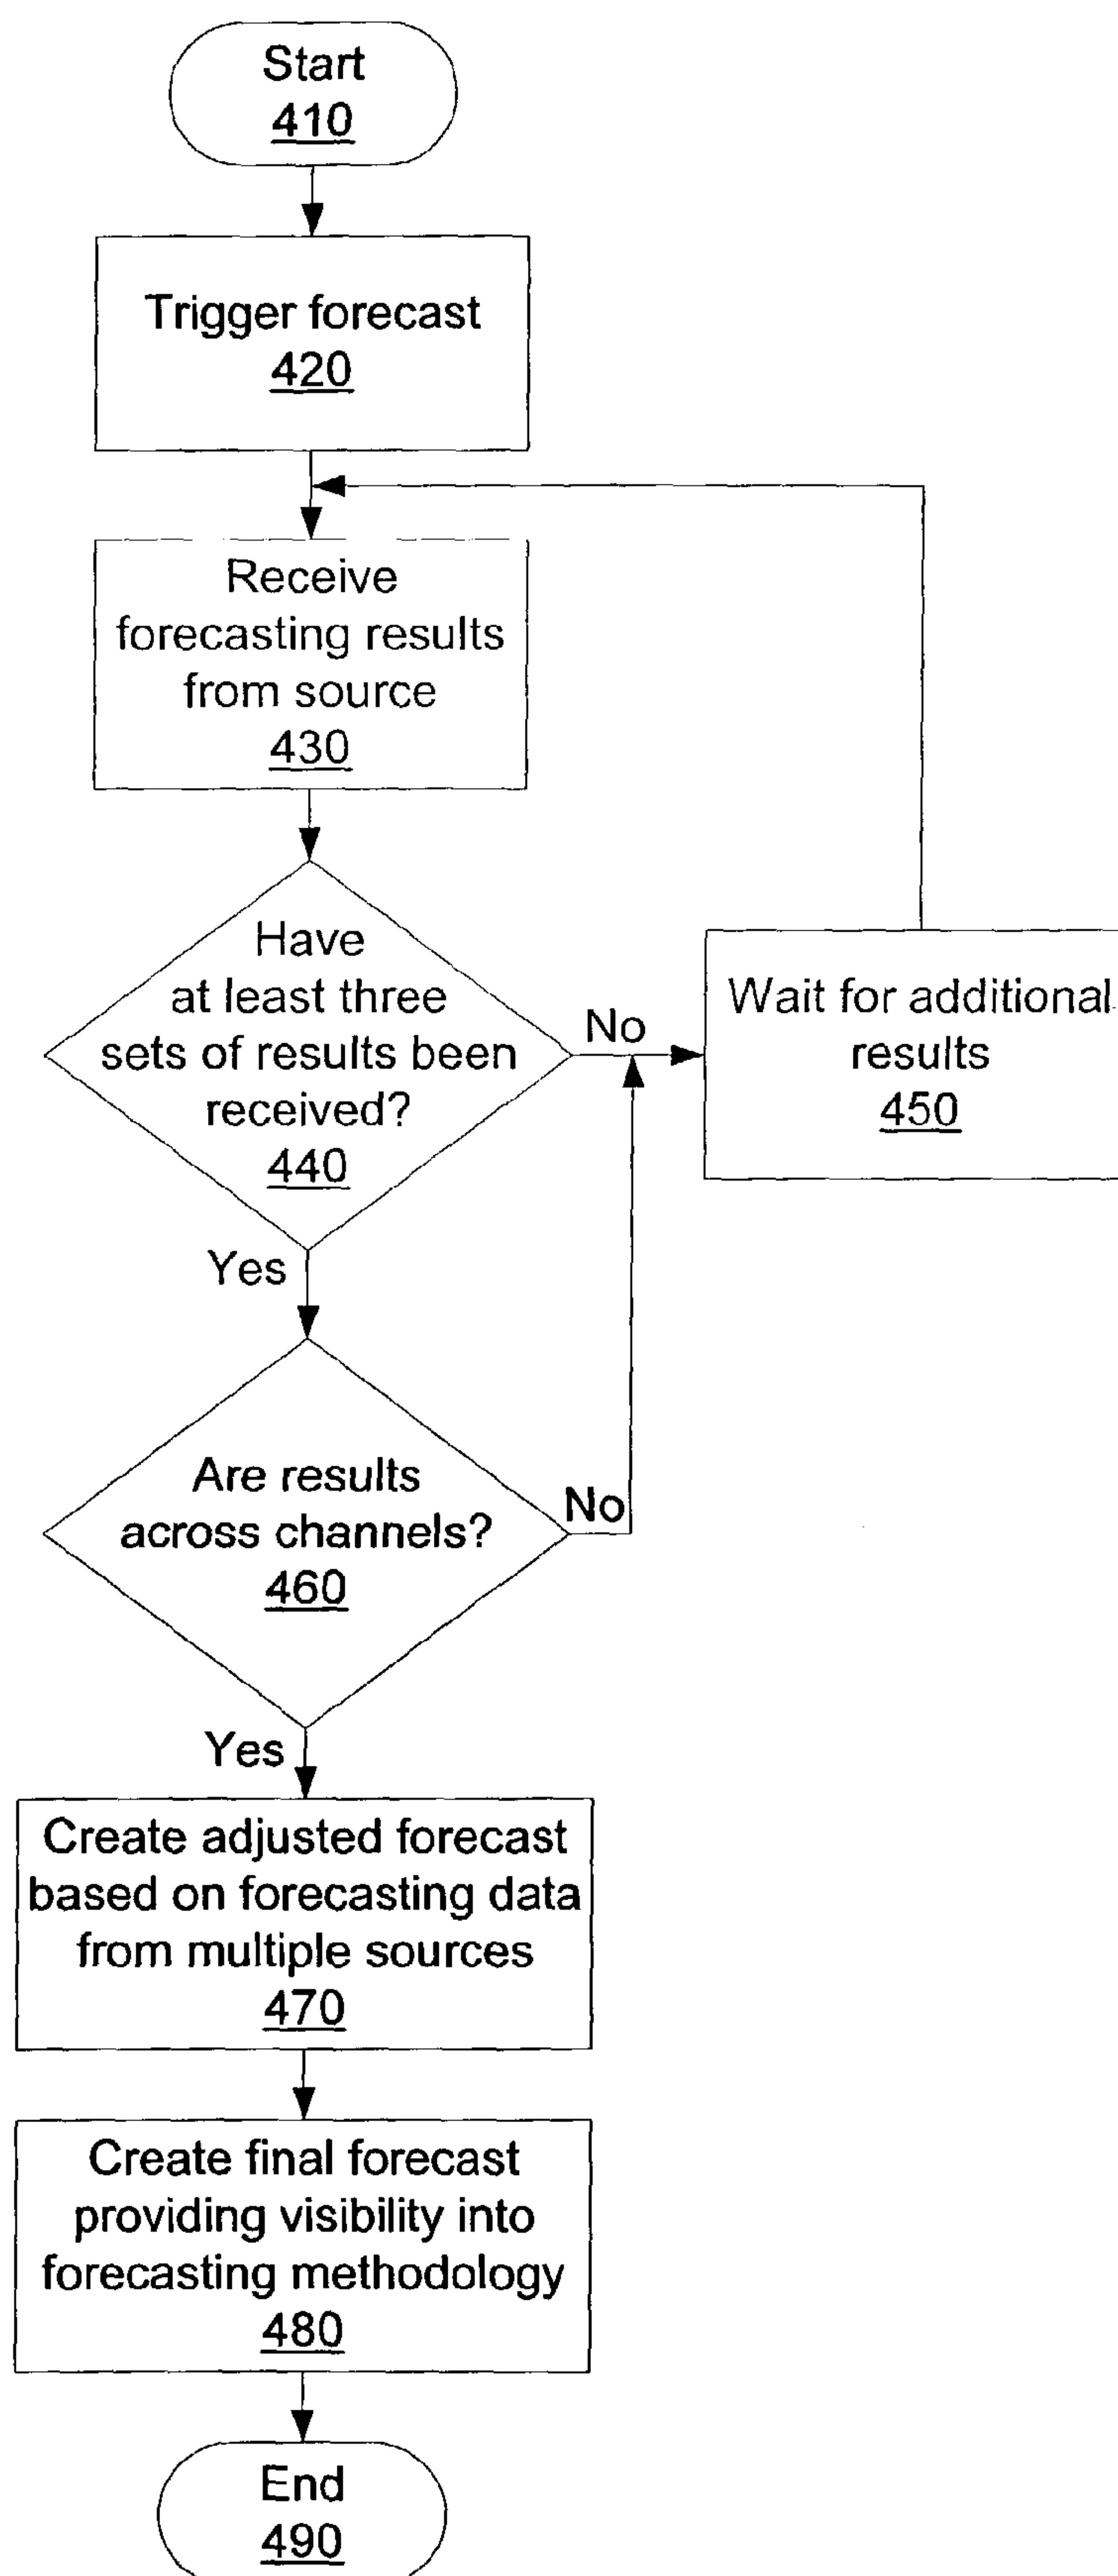 Start
410
Trigger forecast
420
Receive
forecasting results
from source
430
Have
at least three
sets of results been
received?
440
No
Wait for additional
results
450
Yes
Are results
across channels?
460
No
Yes
Create adjusted forecast
based on forecasting data
from multiple sources
470
Create final forecast
providing visibility into
forecasting methodology
480
End
490